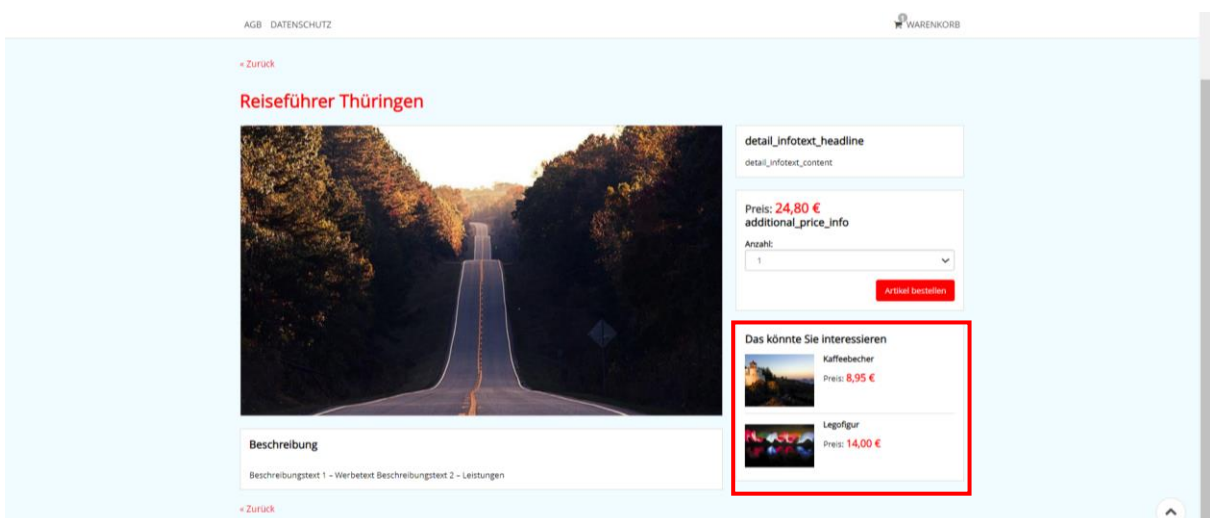 AGB DATENSCHUTZ
WARENKORB
« Zurück
Reiseführer Thüringen
detail_infotext_headline
detail_infotext_content
Preis: 24,80 €
additional_price_info
Anzahl:
1
Artikel bestellen
Das könnte Sie interessieren
Kaffeebecher
Preis: 8,95 €
Legofigur
Preis: 14,00 €
Beschreibung
Beschreibungstext 1 – Werbetext Beschreibungstext 2 – Leistungen
« Zurück